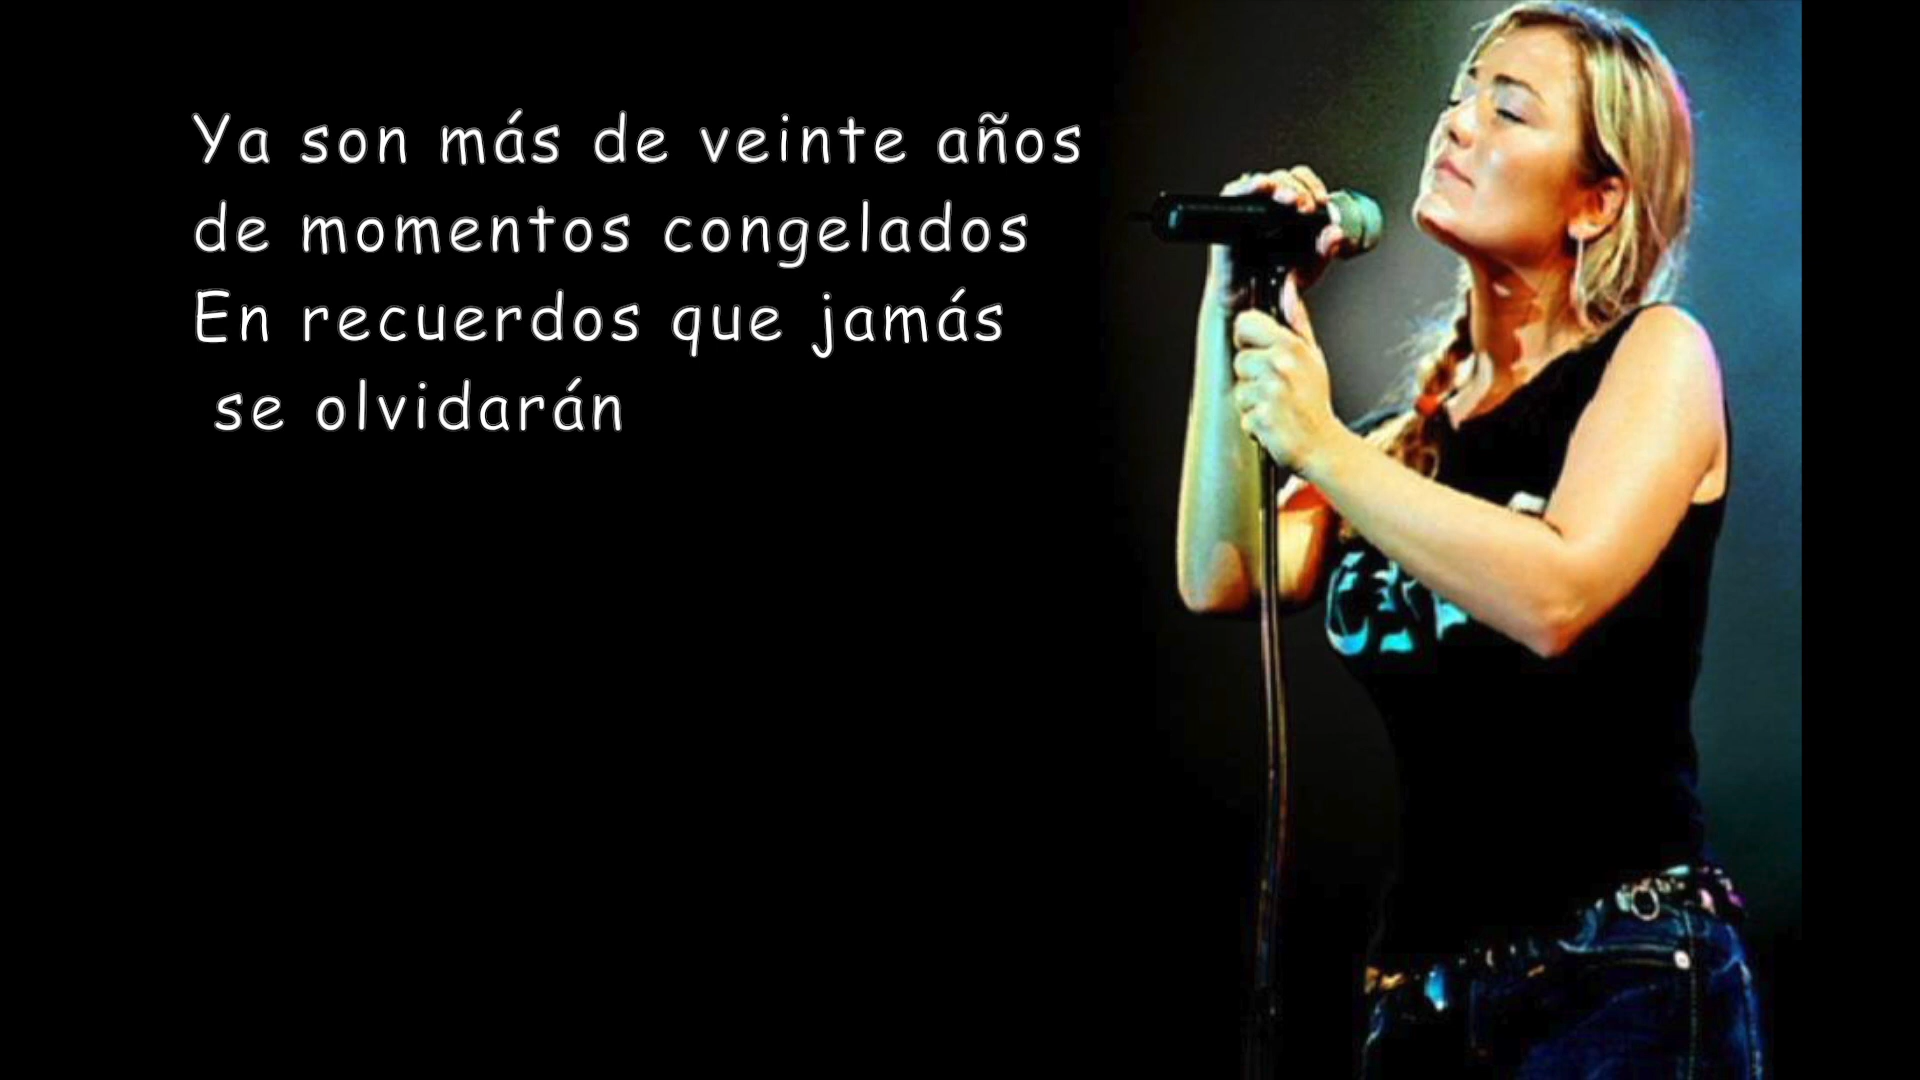 Ya son más de veinte años
de momentos congelados
En recuerdos que jamás
se olvidarán